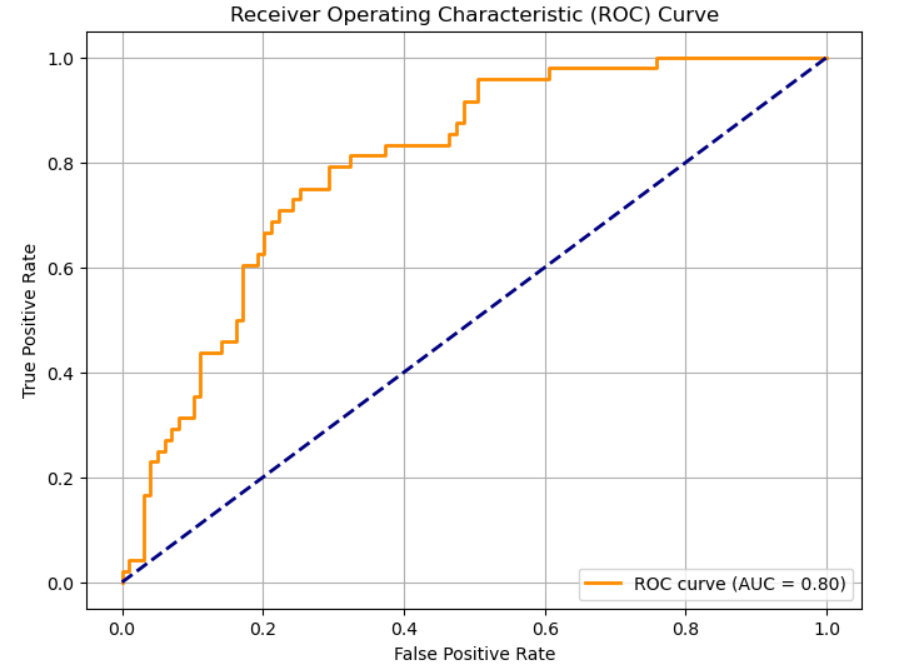 Receiver Operating Characteristic (ROC) Curve
1.0
0.8
0.6
0.4
0.2
0.0
True Positive Rate
ROC curve (AUC = 0.80)
0.0 0.2 0.4 0.6 0.8 1.0
False Positive Rate